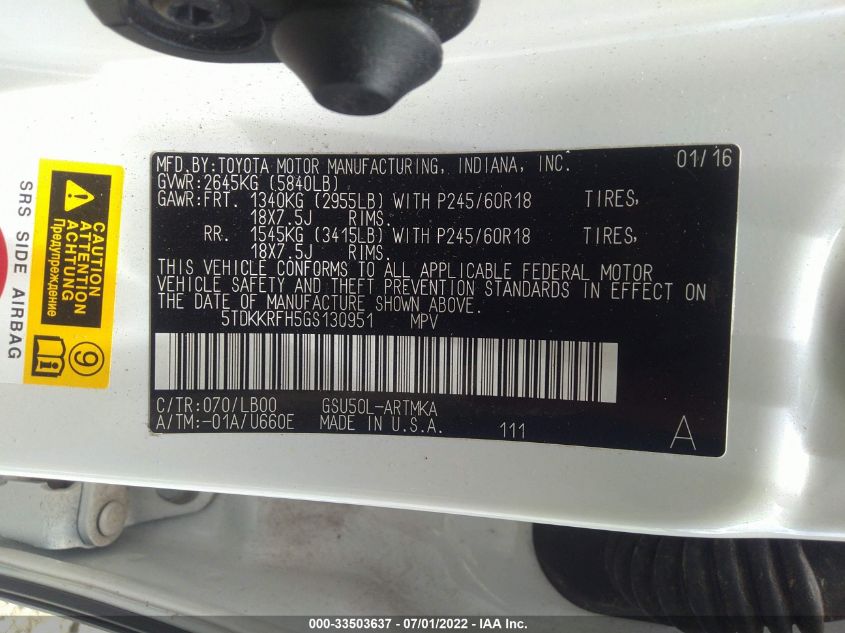 MFD.BY:TOYOTA MOTOR MANUFACTURING, INDIANA, INC. 01/16
GVWR:2645KG (5840LB)
GAWR:FRT. 1340KG (2955LB) WITH P245/60R18 TIRES,
18X7.5J RIMS.
RR. 1545KG (3415LB) WITH P245/60R18 TIRES,
18X7.5J RIMS.
THIS VEHICLE CONFORMS TO ALL APPLICABLE FEDERAL MOTOR
VEHICLE SAFETY AND THEFT PREVENTION STANDARDS IN EFFECT ON
THE DATE OF MANUFACTURE SHOWN ABOVE.
5TDKKRFH5GS130951 MPV
C/TR:070/LB00 GSU50L-ARTMKA
A/TM:-01A/U660E MADE IN U.S.A. 111 A
CAUTION
ATTENTION
ACHTUNG
Предупреждение
9
SRS SIDE AIRBAG
000-33503637 - 07/01/2022 - IAA Inc.